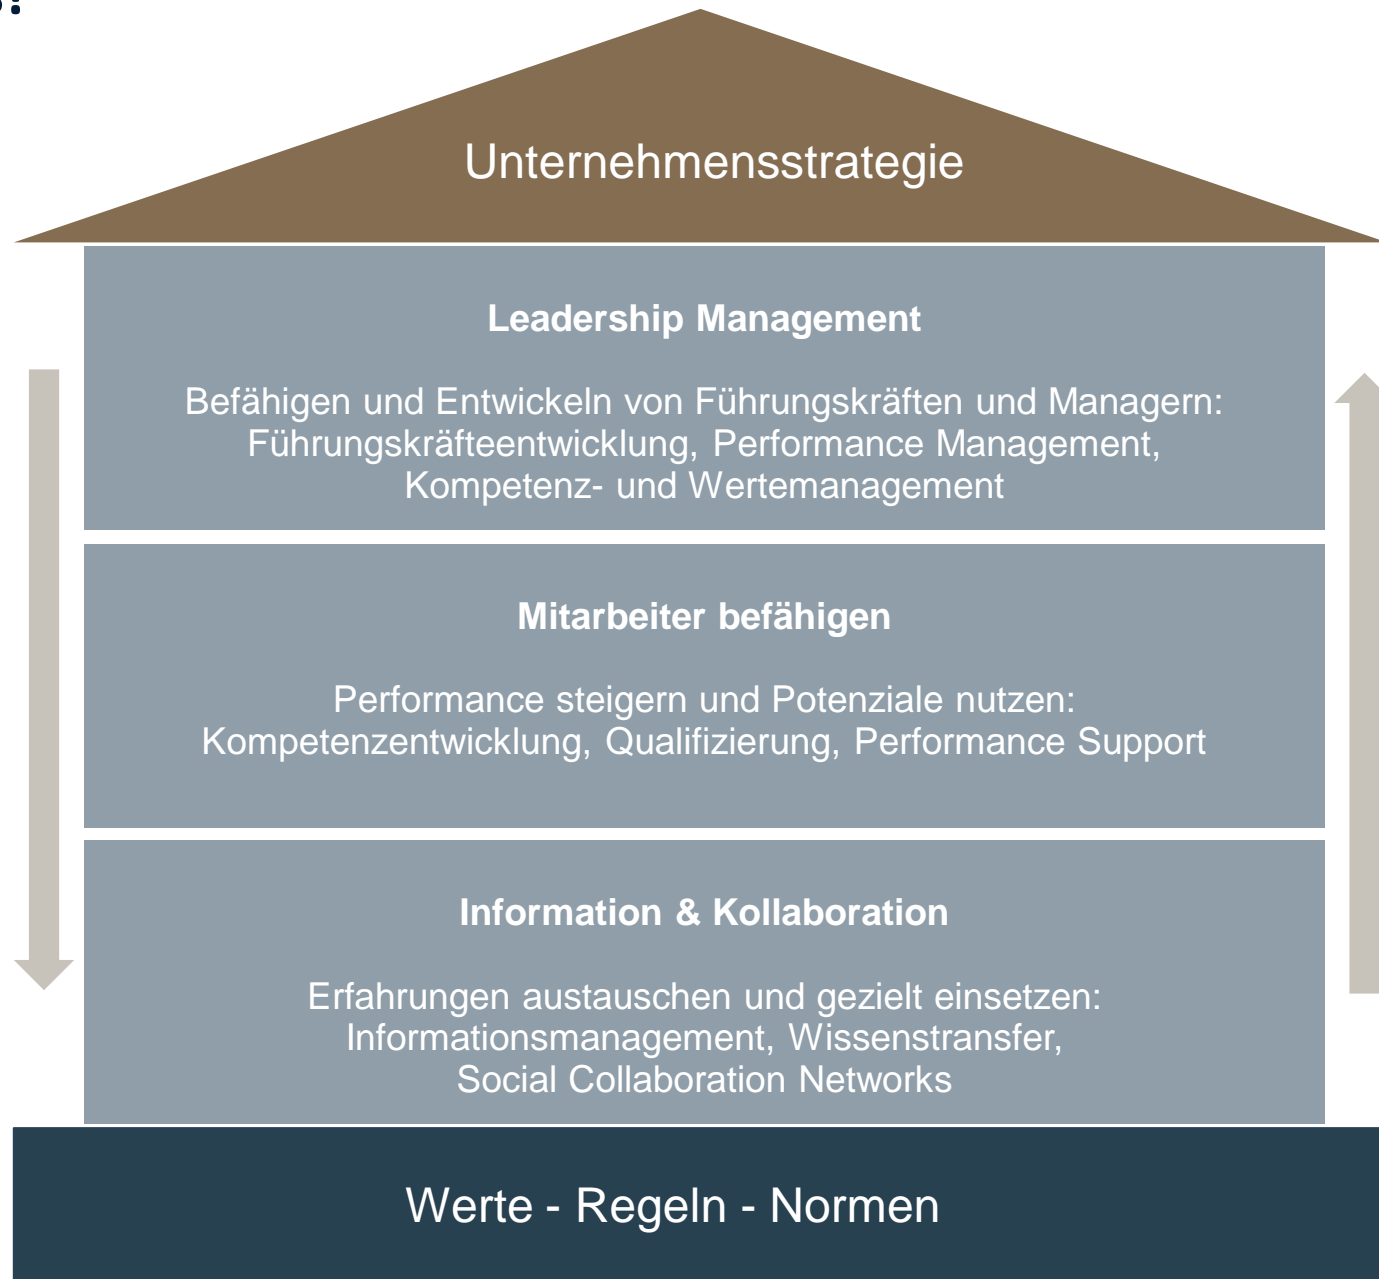 Unternehmensstrategie
Leadership Management
Befähigen und Entwickeln von Führungskräften und Managern:
Führungskräfteentwicklung, Performance Management,
Kompetenz- und Wertemanagement
Mitarbeiter befähigen
Performance steigern und Potenziale nutzen:
Kompetenzentwicklung, Qualifizierung, Performance Support
Information & Kollaboration
Erfahrungen austauschen und gezielt einsetzen:
Informationsmanagement, Wissenstransfer,
Social Collaboration Networks
Werte - Regeln - Normen